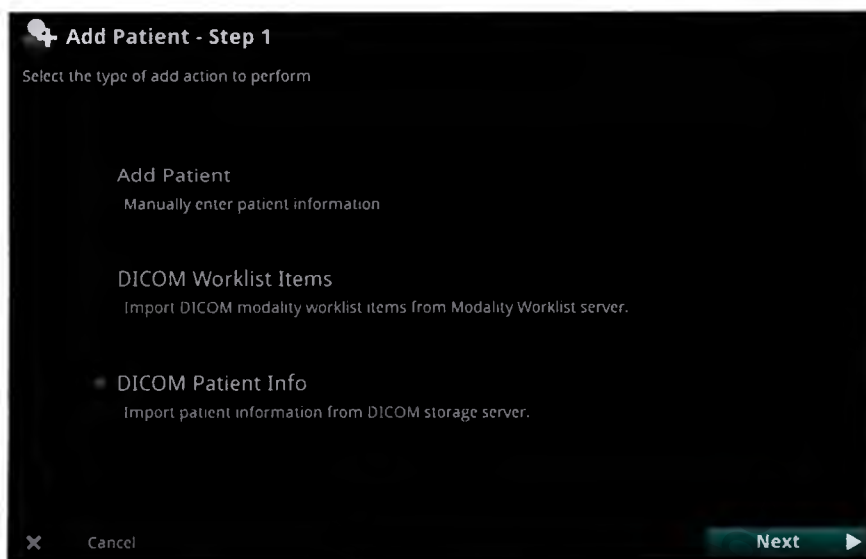 Add Patient - Step 1
Select the type of add action to perform
Add Patient
Manually enter patient information
DICOM Worklist Items
Import DICOM modality worklist items from Modality Worklist server.
DICOM Patient Info
Import patient information from DICOM storage server.
Cancel
Next